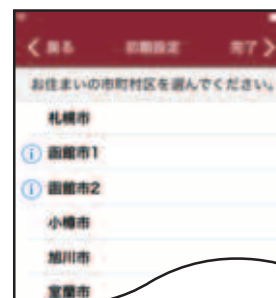 戻る 初期設定 完了
お住まいの市町村区を選んでください。
札幌市
函館市1
函館市2
小樽市
旭川市
室蘭市